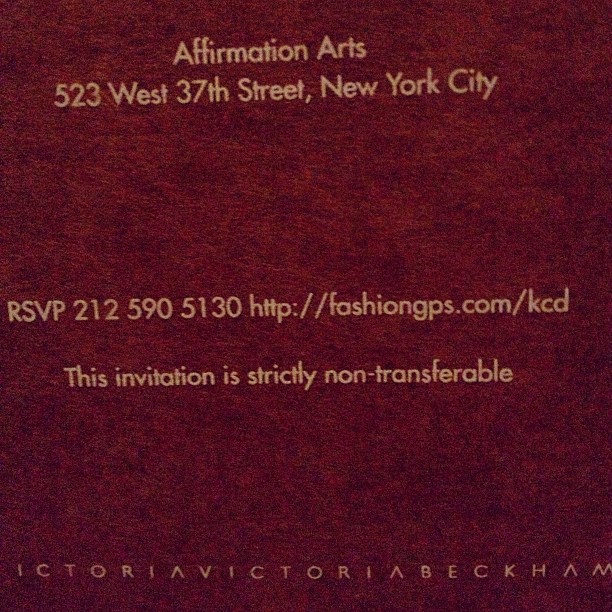 Affirmation Arts
523 West 37th Street, New York City
RSVP 212 590 5130 http://fashiongps.com/kcd
This invitation is strictly non-transferable
ICTORIAVICTORIABECKHAM